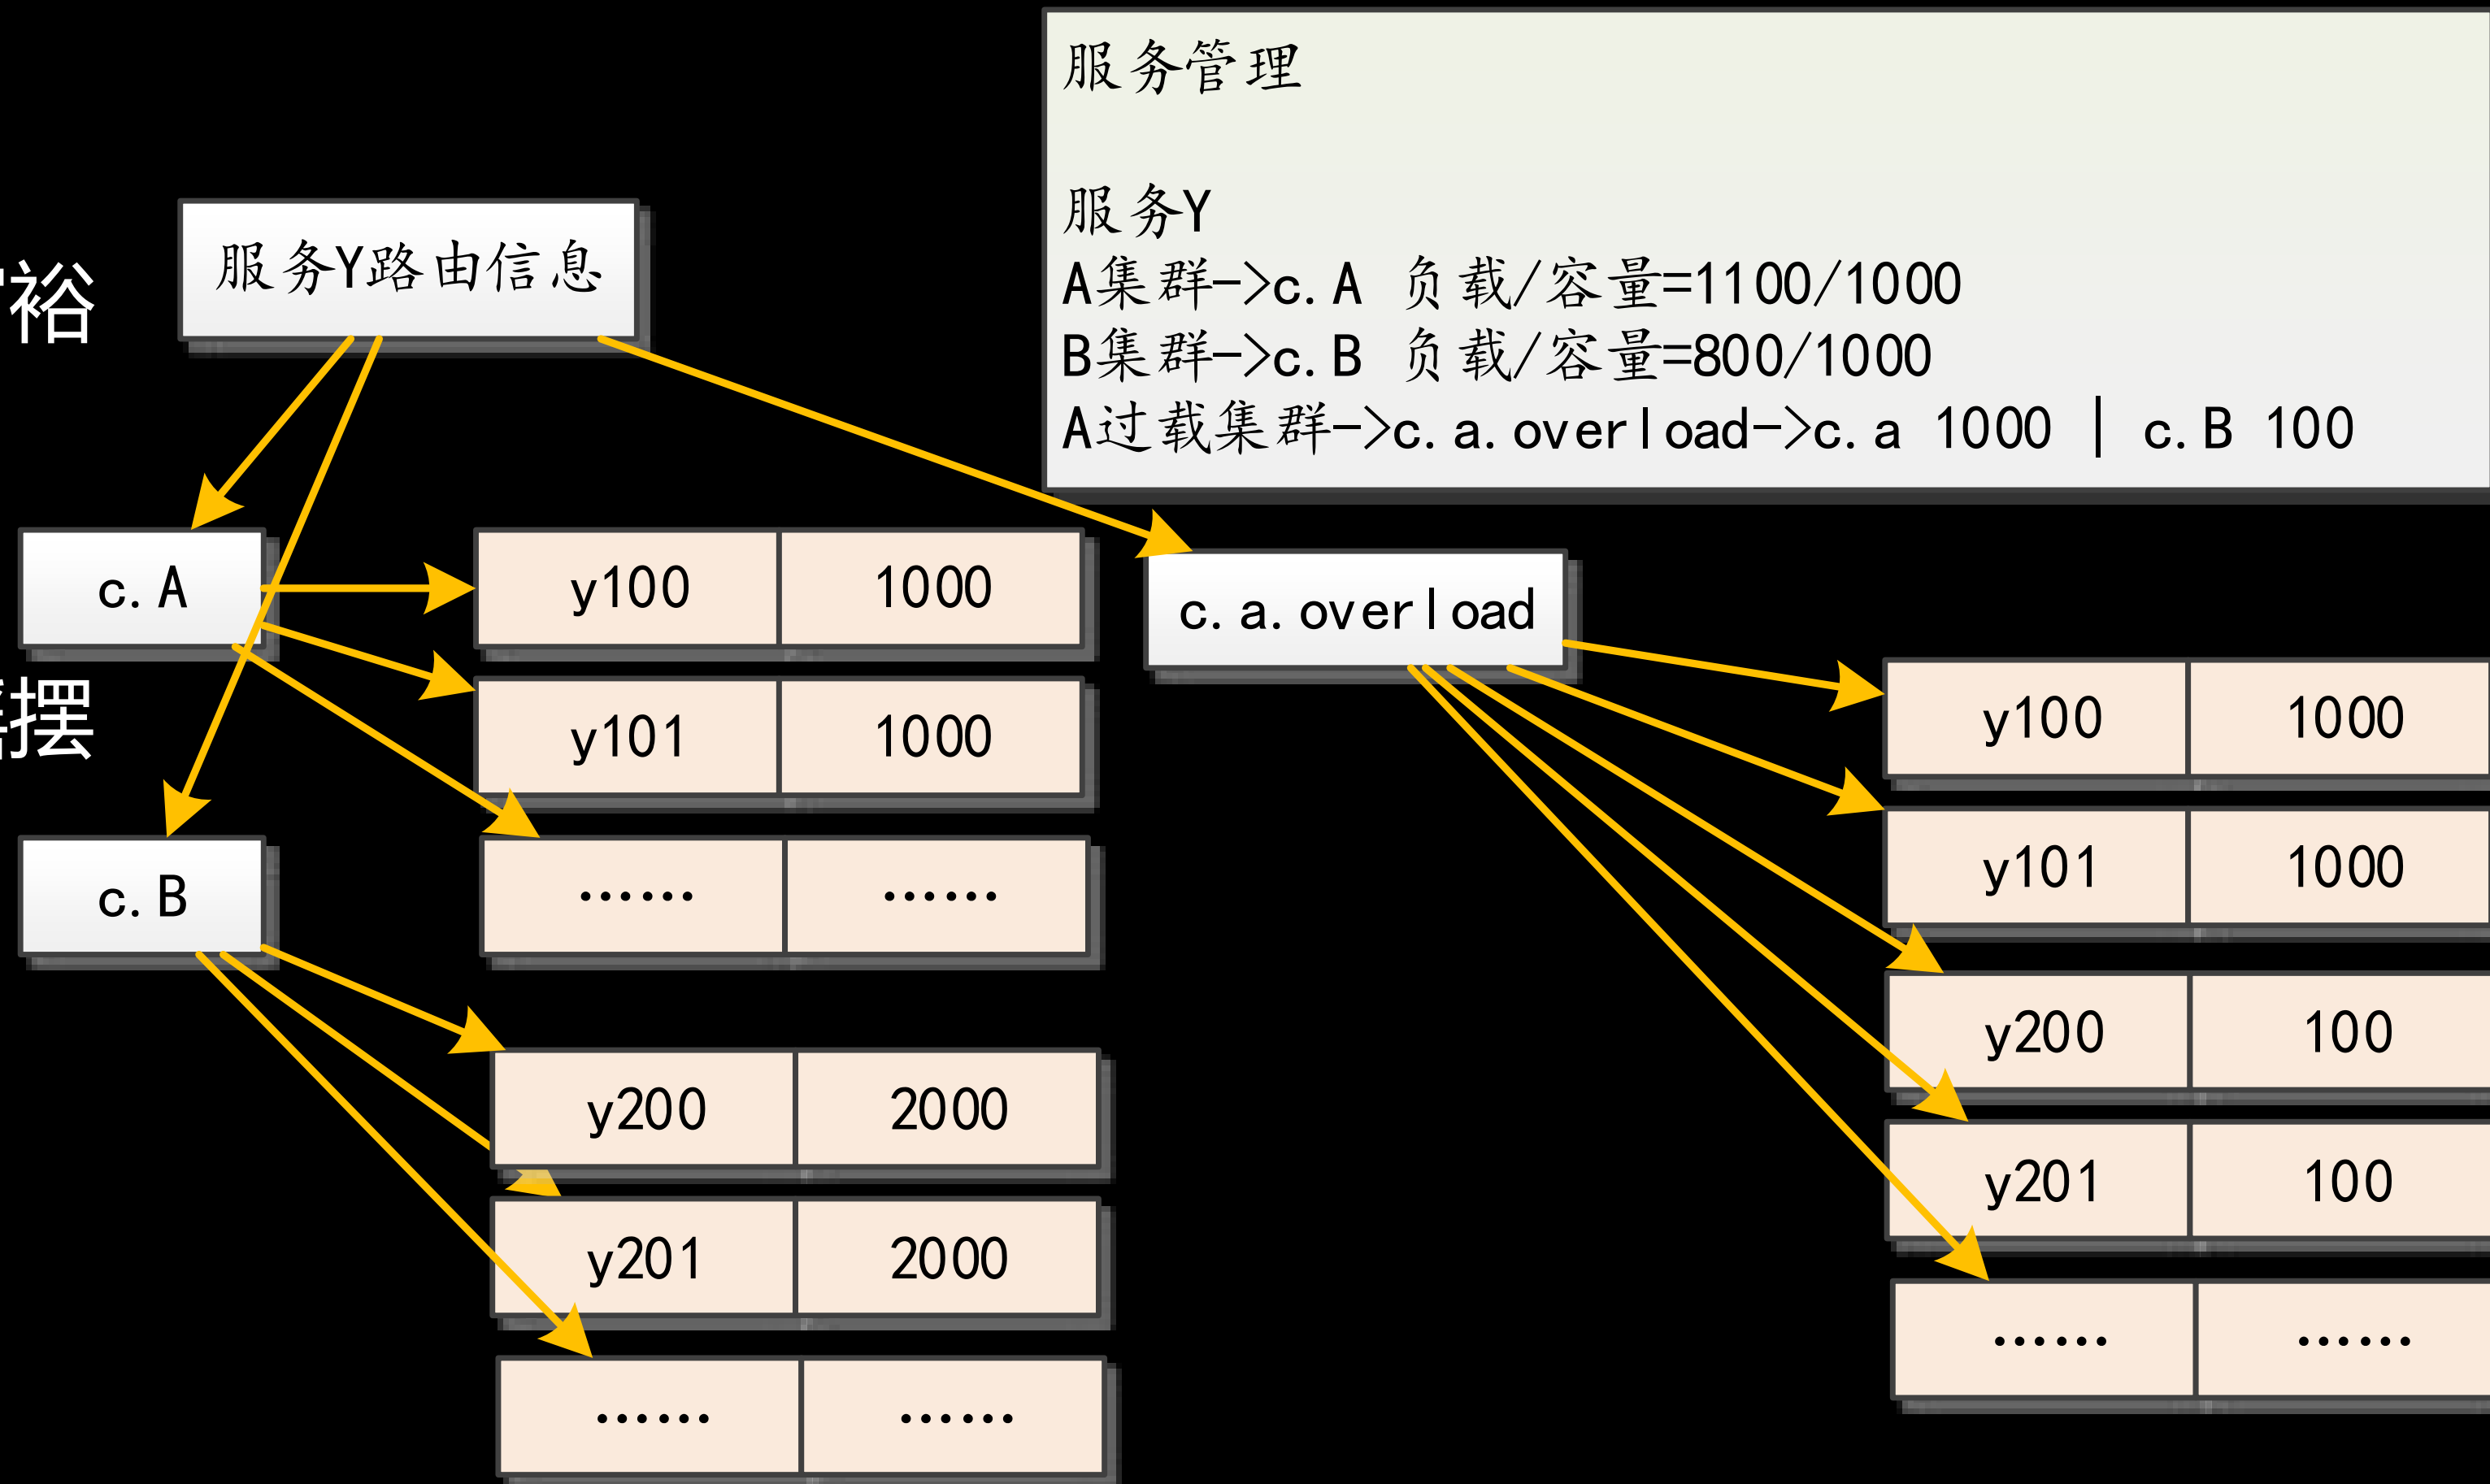 服务管理
服务Y
A集群->c.A 负载/容量=1100/1000
B集群->c.B 负载/容量=800/1000
A过载集群->c.a.overload->c.a 1000 | c.B 100
服务Y路由信息
裕
c.A
y100 1000
y101 1000
…… ……
摆
c.B
y200 2000
y201 2000
…… ……
c.a.overload
y100 1000
y101 1000
y200 100
y201 100
…… ……